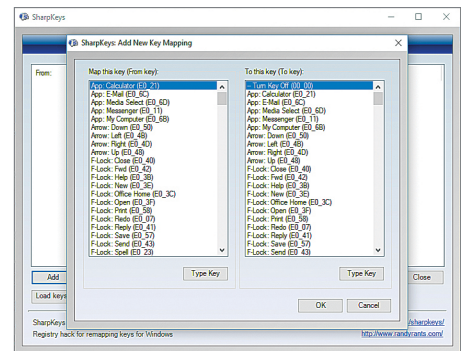 SharpKeys
SharpKeys: Add New Key Mapping
From:
Map this key (From key):
App: Calculator (E0_21)
App: E-Mail (E0_6C)
App: Media Select (E0_6D)
App: Messenger (E0_11)
App: My Computer (E0_6B)
Arrow: Down (E0_50)
Arrow: Left (E0_4B)
Arrow: Right (E0_4D)
Arrow: Up (E0_48)
F-Lock: Close (E0_40)
F-Lock: Fwd (E0_42)
F-Lock: Help (E0_3B)
F-Lock: New (E0_3E)
F-Lock: Office Home (E0_3C)
F-Lock: Open (E0_3F)
F-Lock: Print (E0_58)
F-Lock: Redo (E0_07)
F-Lock: Reply (E0_41)
F-Lock: Save (E0_57)
F-Lock: Send (E0_43)
F-Lock: Spell (E0_23)
Type Key
To this key (To key):
-- Turn Key Off (00_00)
App: Calculator (E0_21)
App: E-Mail (E0_6C)
App: Media Select (E0_6D)
App: Messenger (E0_11)
App: My Computer (E0_6B)
Arrow: Down (E0_50)
Arrow: Left (E0_4B)
Arrow: Right (E0_4D)
Arrow: Up (E0_48)
F-Lock: Close (E0_40)
F-Lock: Fwd (E0_42)
F-Lock: Help (E0_3B)
F-Lock: New (E0_3E)
F-Lock: Office Home (E0_3C)
F-Lock: Open (E0_3F)
F-Lock: Print (E0_58)
F-Lock: Redo (E0_07)
F-Lock: Reply (E0_41)
F-Lock: Save (E0_57)
F-Lock: Send (E0_43)
Type Key
OK Cancel
Add Close
Load keys
SharpKeys /sharpkeys/
Registry hack for remapping keys for Windows http://www.randyrants.com/